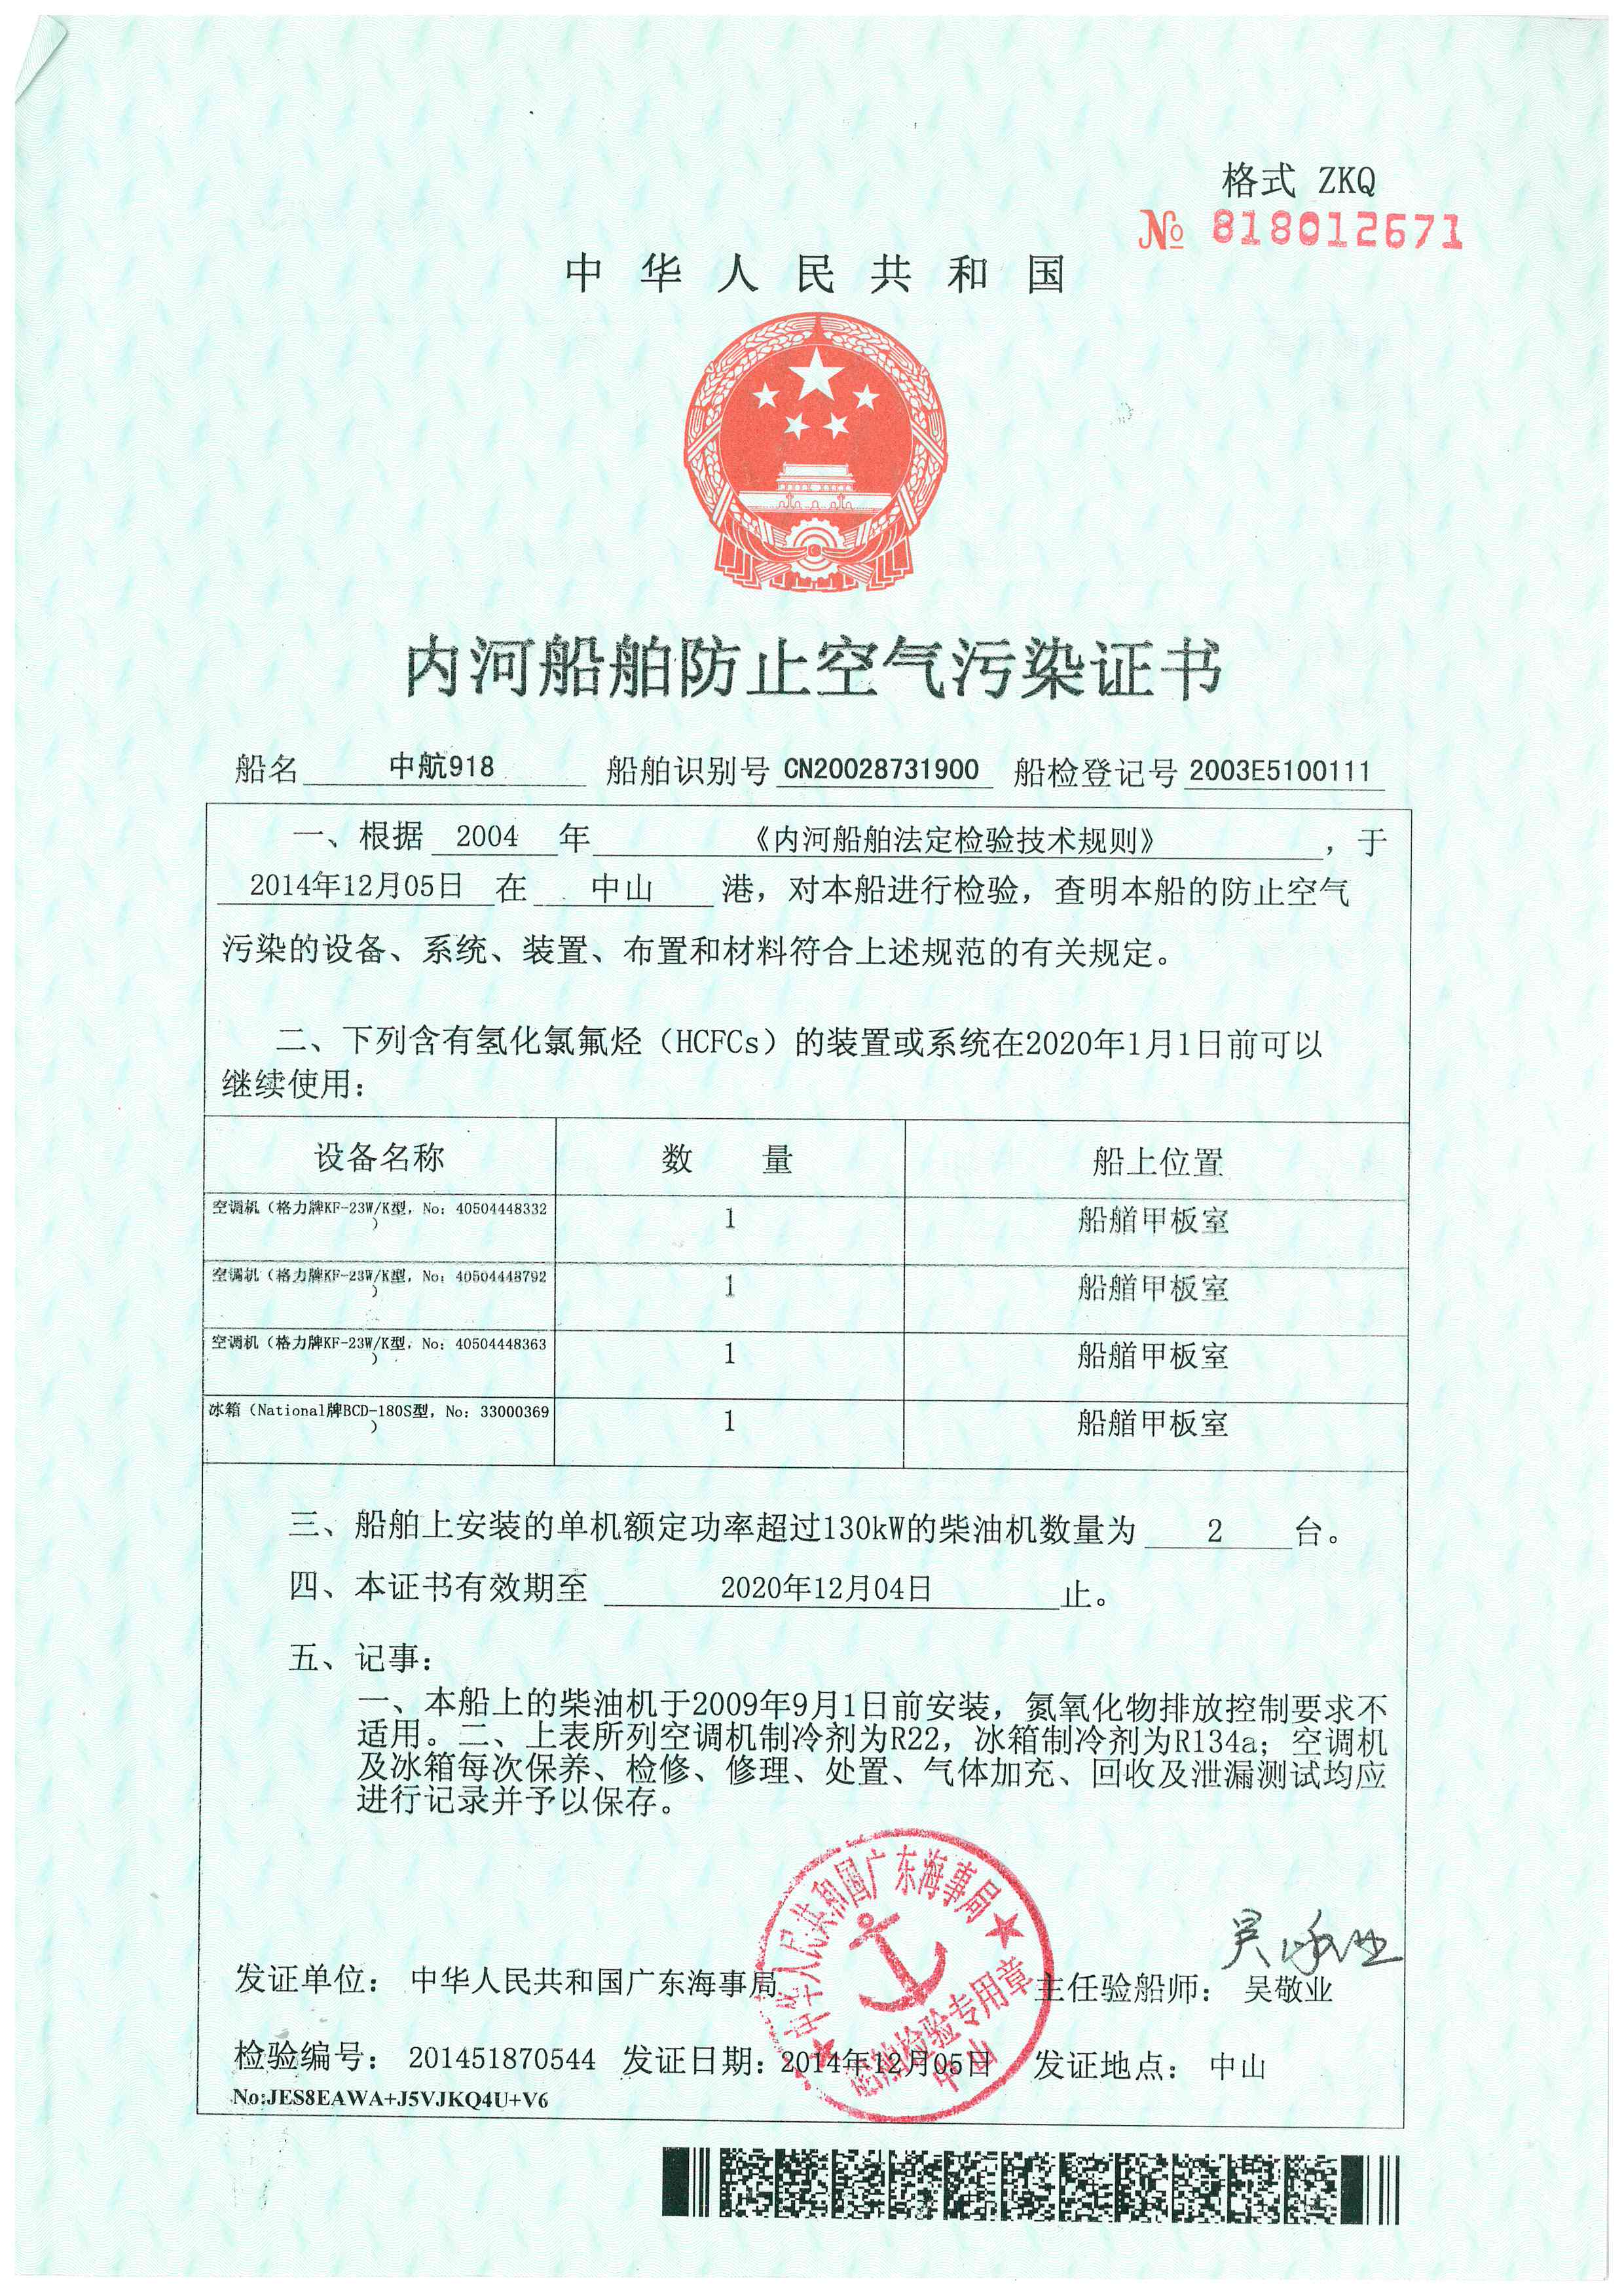 格式 ZKQ
№ 818012671
中华人民共和国
内河船舶防止空气污染证书
船名 中航918 船舶识别号 CN20028731900 船检登记号 2003E5100111
一、根据 2004 年 《内河船舶法定检验技术规则》 ，于
2014年12月05日 在 中山 港，对本船进行检验，查明本船的防止空气
污染的设备、系统、装置、布置和材料符合上述规范的有关规定。
二、下列含有氢化氯氟烃（HCFCs）的装置或系统在2020年1月1日前可以
继续使用：
设备名称 数 量 船上位置
空调机（格力牌KF-23W/K型，No：40504448332
） 1 船艏甲板室
空调机（格力牌KF-23W/K型，No：40504448792
） 1 船艏甲板室
空调机（格力牌KF-23W/K型，No：40504448363
） 1 船艏甲板室
冰箱（National牌BCD-180S型，No：33000369
） 1 船艏甲板室
三、船舶上安装的单机额定功率超过130kW的柴油机数量为 2 台。
四、本证书有效期至 2020年12月04日 止。
五、记事：
一、本船上的柴油机于2009年9月1日前安装，氮氧化物排放控制要求不
适用。二、上表所列空调机制冷剂为R22，冰箱制冷剂为R134a；空调机
及冰箱每次保养、检修、修理、处置、气体加充、回收及泄漏测试均应
进行记录并予以保存。
中华人民共和国广东海事局
船舶检验专用章
中山
吴敬业
发证单位： 中华人民共和国广东海事局 主任验船师： 吴敬业
检验编号： 201451870544 发证日期：2014年12月05日 发证地点： 中山
No:JES8EAWA+J5VJKQ4U+V6